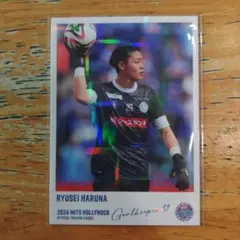 RYUSEI HARUNA
2024 MITO HOLLYHOCK
OFFICIAL TRADING CARDS
Goalkeeper